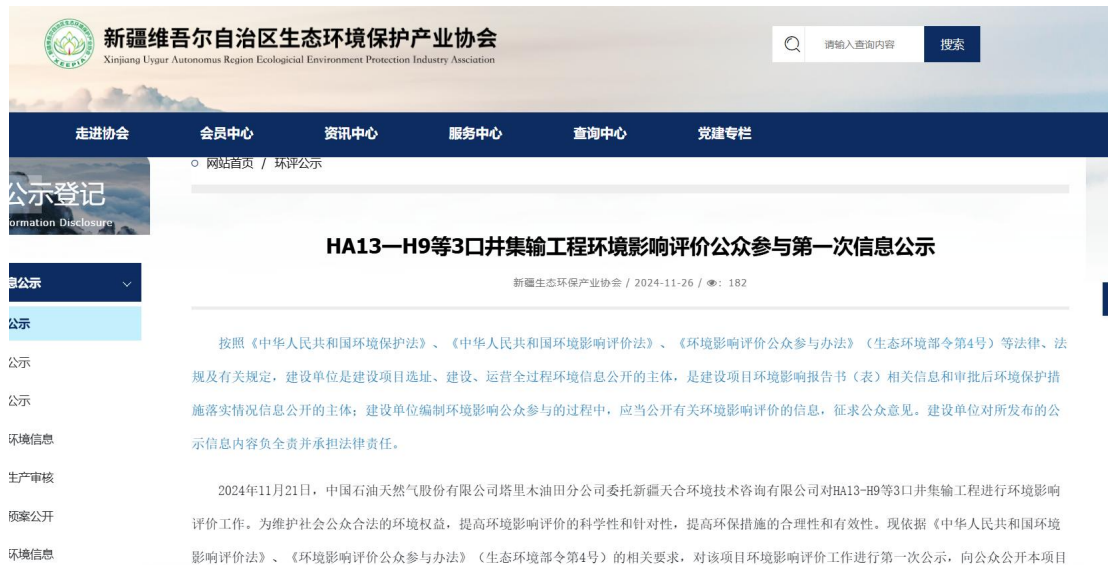 新疆维吾尔自治区生态环境保护产业协会
Xinjiang Uygur Autonomus Region Ecologicial Environment Protection Industry Assciation
XEEPIA
请输入查询内容
搜索
走进协会 会员中心 资讯中心 服务中心 查询中心 党建专栏
网站首页 / 环评公示
公示登记
ormation Disclosure
息公示
公示
公示
公示
环境信息
生产审核
预案公开
环境信息
HA13—H9等3口井集输工程环境影响评价公众参与第一次信息公示
新疆生态环保产业协会 / 2024-11-26 / : 182
按照《中华人民共和国环境保护法》、《中华人民共和国环境影响评价法》、《环境影响评价公众参与办法》（生态环境部令第4号）等法律、法
规及有关规定，建设单位是建设项目选址、建设、运营全过程环境信息公开的主体，是建设项目环境影响报告书（表）相关信息和审批后环境保护措
施落实情况信息公开的主体；建设单位编制环境影响公众参与的过程中，应当公开有关环境影响评价的信息，征求公众意见。建设单位对所发布的公
示信息内容负全责并承担法律责任。
2024年11月21日，中国石油天然气股份有限公司塔里木油田分公司委托新疆天合环境技术咨询有限公司对HA13-H9等3口井集输工程进行环境影响
评价工作。为维护社会公众合法的环境权益，提高环境影响评价的科学性和针对性，提高环保措施的合理性和有效性。现依据《中华人民共和国环境
影响评价法》、《环境影响评价公众参与办法》（生态环境部令第4号）的相关要求，对该项目环境影响评价工作进行第一次公示，向公众公开本项目